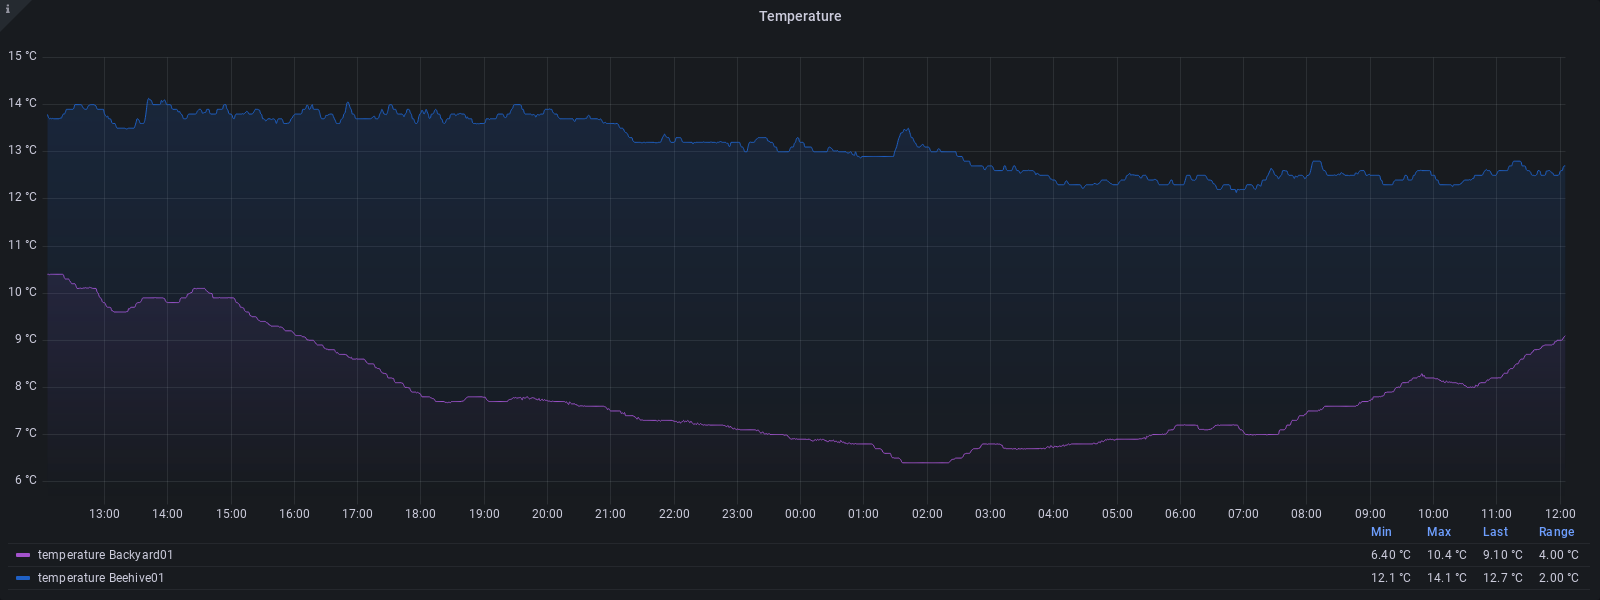 i
Temperature
15 °C
14 °C
13 °C
12 °C
11 °C
10 °C
9 °C
8 °C
7 °C
6 °C
13:00 14:00 15:00 16:00 17:00 18:00 19:00 20:00 21:00 22:00 23:00 00:00 01:00 02:00 03:00 04:00 05:00 06:00 07:00 08:00 09:00 10:00 11:00 12:00
Min Max Last Range
temperature Backyard01 6.40 °C 10.4 °C 9.10 °C 4.00 °C
temperature Beehive01 12.1 °C 14.1 °C 12.7 °C 2.00 °C